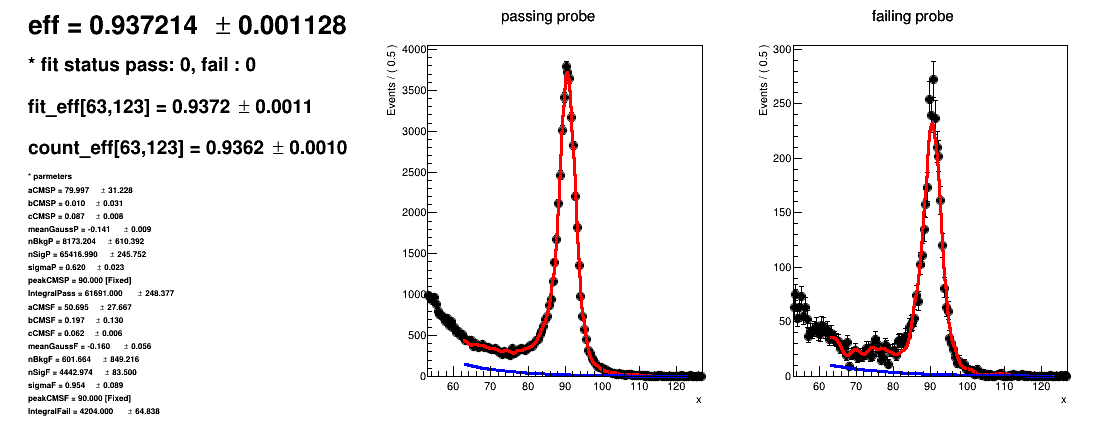 eff = 0.937214 ± 0.001128
* fit status pass: 0, fail : 0
fit_eff[63,123] = 0.9372 ± 0.0011
count_eff[63,123] = 0.9362 ± 0.0010
* parmeters
aCMSP = 79.997 ± 31.228
bCMSP = 0.010 ± 0.031
cCMSP = 0.087 ± 0.008
meanGaussP = -0.141 ± 0.009
nBkgP = 8173.204 ± 610.392
nSigP = 65416.990 ± 245.752
sigmaP = 0.620 ± 0.023
peakCMSP = 90.000 [Fixed]
IntegralPass = 61691.000 ± 248.377
aCMSF = 50.695 ± 27.667
bCMSF = 0.197 ± 0.130
cCMSF = 0.062 ± 0.006
meanGaussF = -0.160 ± 0.056
nBkgF = 601.664 ± 849.216
nSigF = 4442.974 ± 83.500
sigmaF = 0.954 ± 0.089
peakCMSF = 90.000 [Fixed]
IntegralFail = 4204.000 ± 64.838
passing probe
Events / ( 0.5 )
4000
3500
3000
2500
2000
1500
1000
500
0
60 70 80 90 100 110 120
x
failing probe
Events / ( 0.5 )
300
250
200
150
100
50
0
60 70 80 90 100 110 120
x